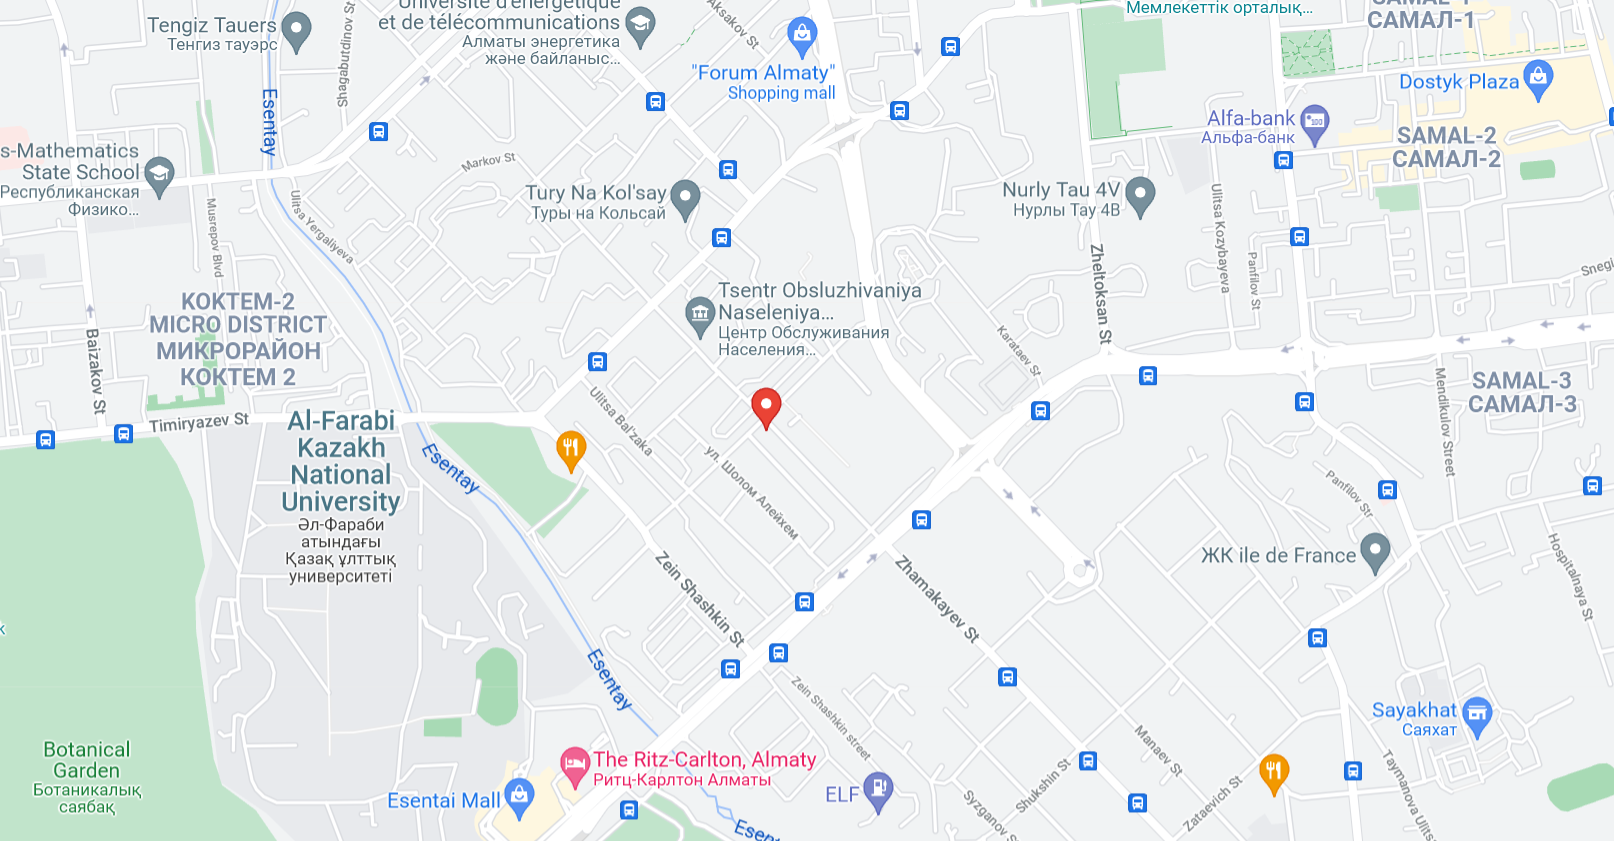 Université d'énergétique
et de télécommunications
Алматы энергетика
және байланыс...
Tengiz Tauers
Тенгиз тауэрс
Shagabutdinov St
Aksakov St
"Forum Almaty"
Shopping mall
Мемлекеттік орталық...
SAMAL-1
САМАЛ-1
Dostyk Plaza
Alfa-bank
Альфа-банк
SAMAL-2
САМАЛ-2
Esentay
s-Mathematics
State School
Республиканская
Физико...
Markov St
Tury Na Kol'say
Туры на Кольсай
Nurly Tau 4V
Нурлы Тау 4В
Musrepov Blvd
Ulitsa Yergaliyeva
Ulitsa Kozybayeva
Panfilov St
Zheltoksan St
Snegi
Tsentr Obsluzhivaniya
Naseleniya...
Центр Обслуживания
Населения...
KOKTEM-2
MICRO DISTRICT
МИКРОРАЙОН
КОКТЕМ 2
Baizakov St
Karataev St
SAMAL-3
САМАЛ-3
Mendikulov Street
Timiryazev St
Ulitsa Bal'zaka
Al-Farabi
Kazakh
National
University
Әл-Фараби
атындағы
Қазақ ұлттық
университеті
Esentay
ул. Шолом Алейхем
Panfilov Str
Zein Shashkin St
Zhamakayev St
ЖК ile de France
Hospitalnaya St
Esentay
Zein Shashkin street
Sayakhat
Саяхат
Botanical
Garden
Ботаникалық
саябақ
The Ritz-Carlton, Almaty
Ритц-Карлтон Алматы
Esentai Mall
ELF
Manaev St
Shukshin St
Syzganov S
Zataevich St
Taymanova Ulits
Esent